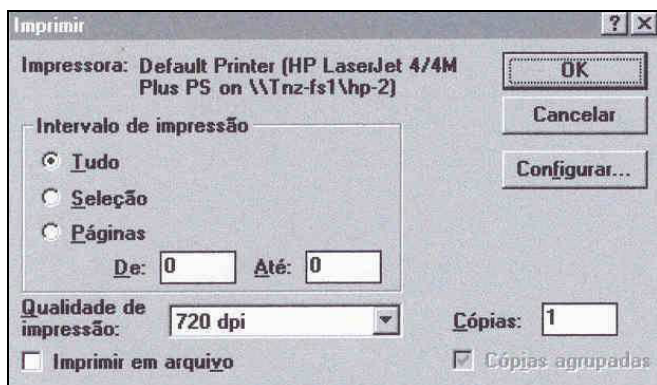 Imprimir
Impressora: Default Printer (HP LaserJet 4/4M
Plus PS on \\Tnz-fs1\hp-2)
OK
Cancelar
Configurar...
Intervalo de impressão
Tudo
Seleção
Páginas
De: 0 Até: 0
Qualidade de
impressão: 720 dpi
Cópias: 1
Imprimir em arquivo
Cópias agrupadas